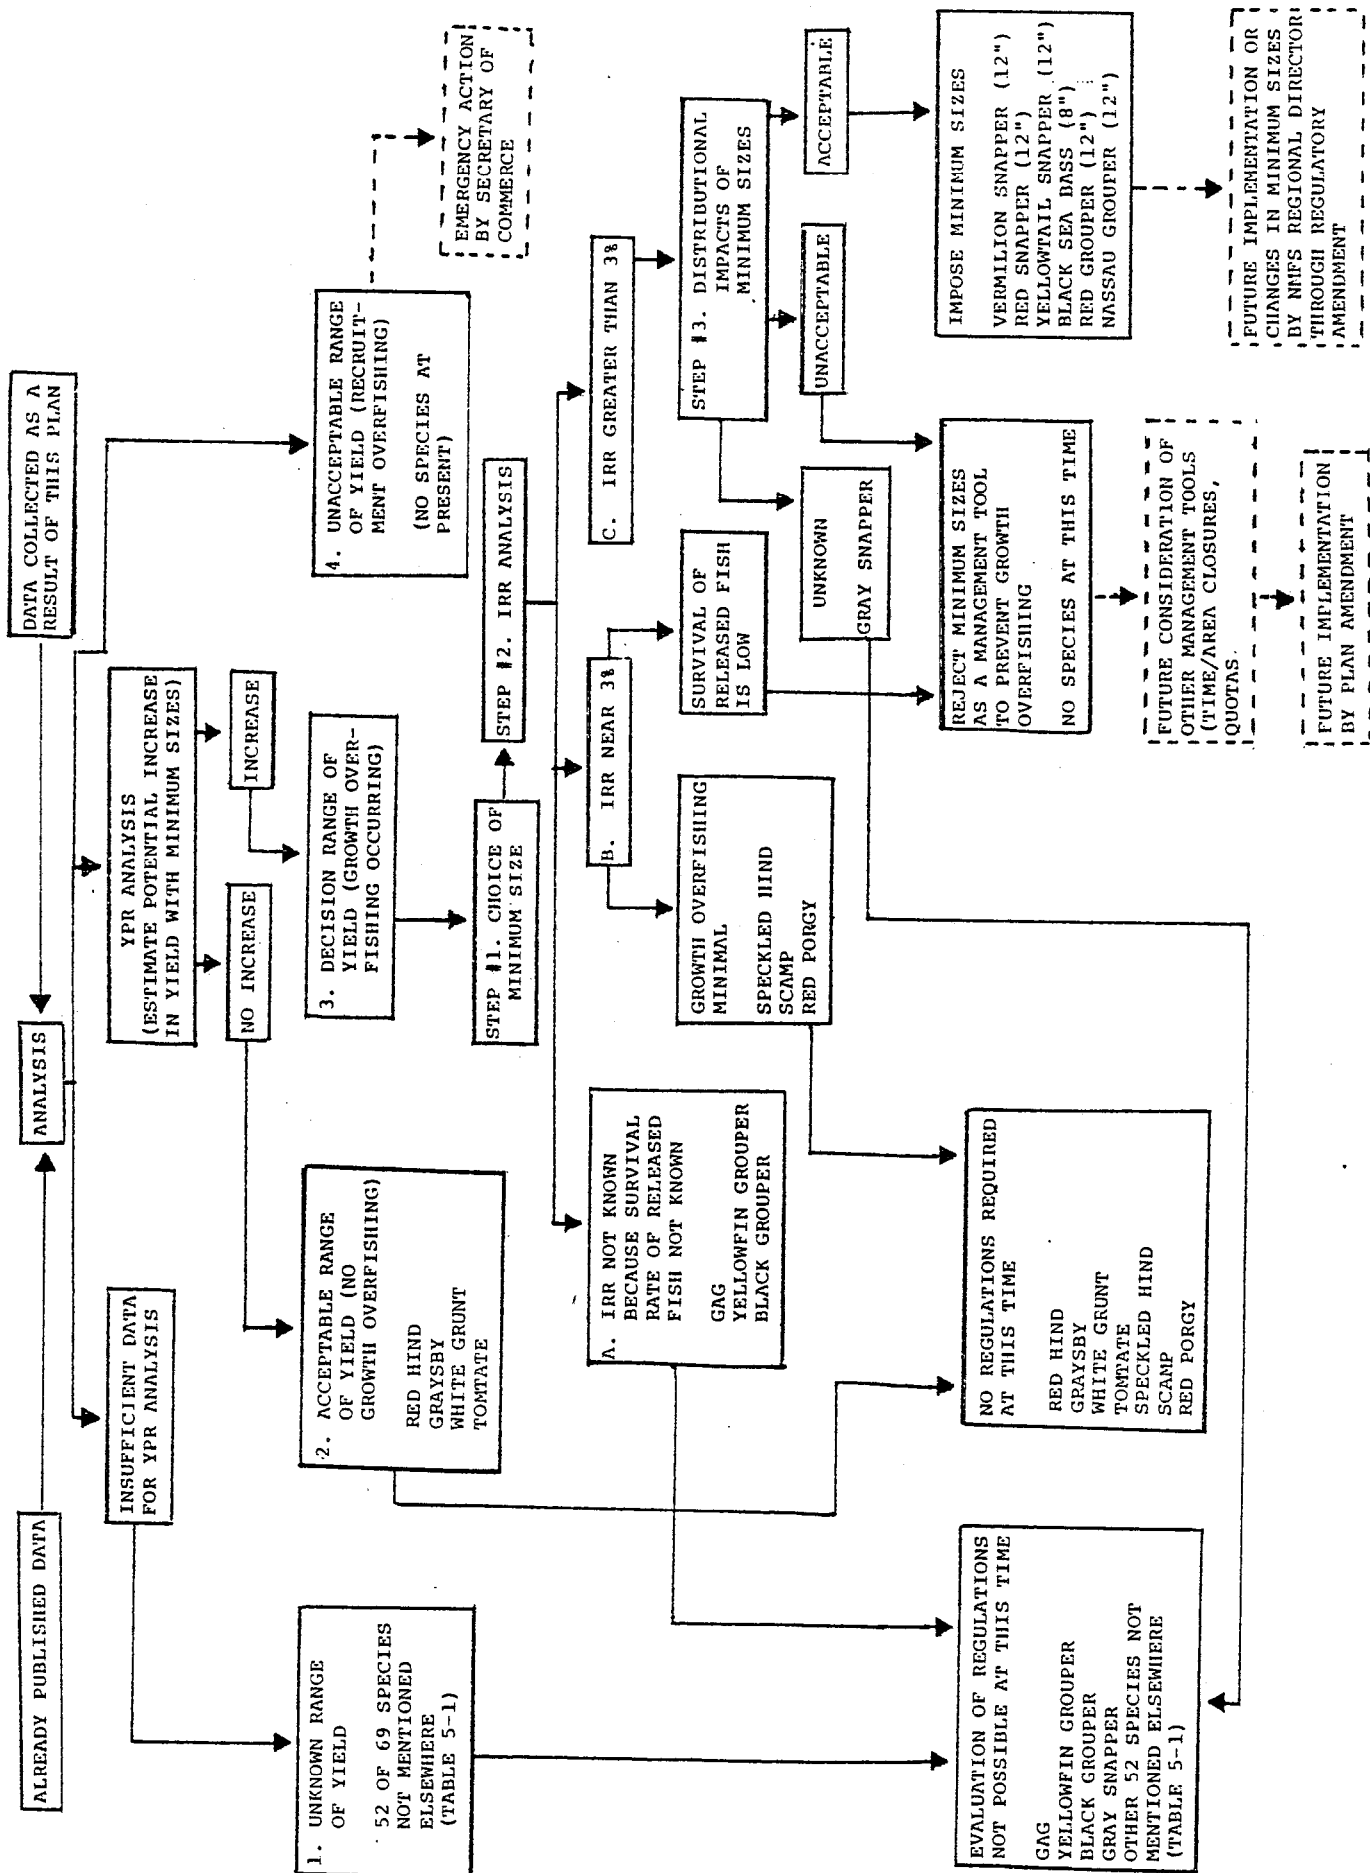 ALREADY PUBLISHED DATA
ANALYSIS
DATA COLLECTED AS A
RESULT OF THIS PLAN
INSUFFICIENT DATA
FOR YPR ANALYSIS
YPR ANALYSIS
(ESTIMATE POTENTIAL INCREASE
IN YIELD WITH MINIMUM SIZES)
NO INCREASE
INCREASE
1. UNKNOWN RANGE
OF YIELD
52 OF 69 SPECIES
NOT MENTIONED
ELSEWHERE
(TABLE 5-1)
2. ACCEPTABLE RANGE
OF YIELD (NO
GROWTH OVERFISHING)
RED HIND
GRAYSBY
WHITE GRUNT
TOMTATE
3. DECISION RANGE OF
YIELD (GROWTH OVER-
FISHING OCCURRING)
4. UNACCEPTABLE RANGE
OF YIELD (RECRUIT-
MENT OVERFISHING)
(NO SPECIES AT
PRESENT)
EMERGENCY ACTION
BY SECRETARY OF
COMMERCE
STEP #1. CHOICE OF
MINIMUM SIZE
STEP #2. IRR ANALYSIS
A. IRR NOT KNOWN
BECAUSE SURVIVAL
RATE OF RELEASED
FISH NOT KNOWN
GAG
YELLOWFIN GROUPER
BLACK GROUPER
B. IRR NEAR 3%
C. IRR GREATER THAN 3%
GROWTH OVERFISHING
MINIMAL
SPECKLED HIND
SCAMP
RED PORGY
SURVIVAL OF
RELEASED FISH
IS LOW
STEP #3. DISTRIBUTIONAL
IMPACTS OF
MINIMUM SIZES
UNKNOWN
GRAY SNAPPER
UNACCEPTABLE
ACCEPTABLE
EVALUATION OF REGULATIONS
NOT POSSIBLE AT THIS TIME
GAG
YELLOWFIN GROUPER
BLACK GROUPER
GRAY SNAPPER
OTHER 52 SPECIES NOT
MENTIONED ELSEWHERE
(TABLE 5-1)
NO REGULATIONS REQUIRED
AT THIS TIME
RED HIND
GRAYSBY
WHITE GRUNT
TOMTATE
SPECKLED HIND
SCAMP
RED PORGY
REJECT MINIMUM SIZES
AS A MANAGEMENT TOOL
TO PREVENT GROWTH
OVERFISHING
NO SPECIES AT THIS TIME
IMPOSE MINIMUM SIZES
VERMILION SNAPPER (12")
RED SNAPPER (12")
YELLOWTAIL SNAPPER (12")
BLACK SEA BASS (8")
RED GROUPER (12")
NASSAU GROUPER (12")
FUTURE CONSIDERATION OF
OTHER MANAGEMENT TOOLS
(TIME/AREA CLOSURES,
QUOTAS.
FUTURE IMPLEMENTATION
BY PLAN AMENDMENT
FUTURE IMPLEMENTATION OR
CHANGES IN MINIMUM SIZES
BY NMFS REGIONAL DIRECTOR
THROUGH REGULATORY
AMENDMENT